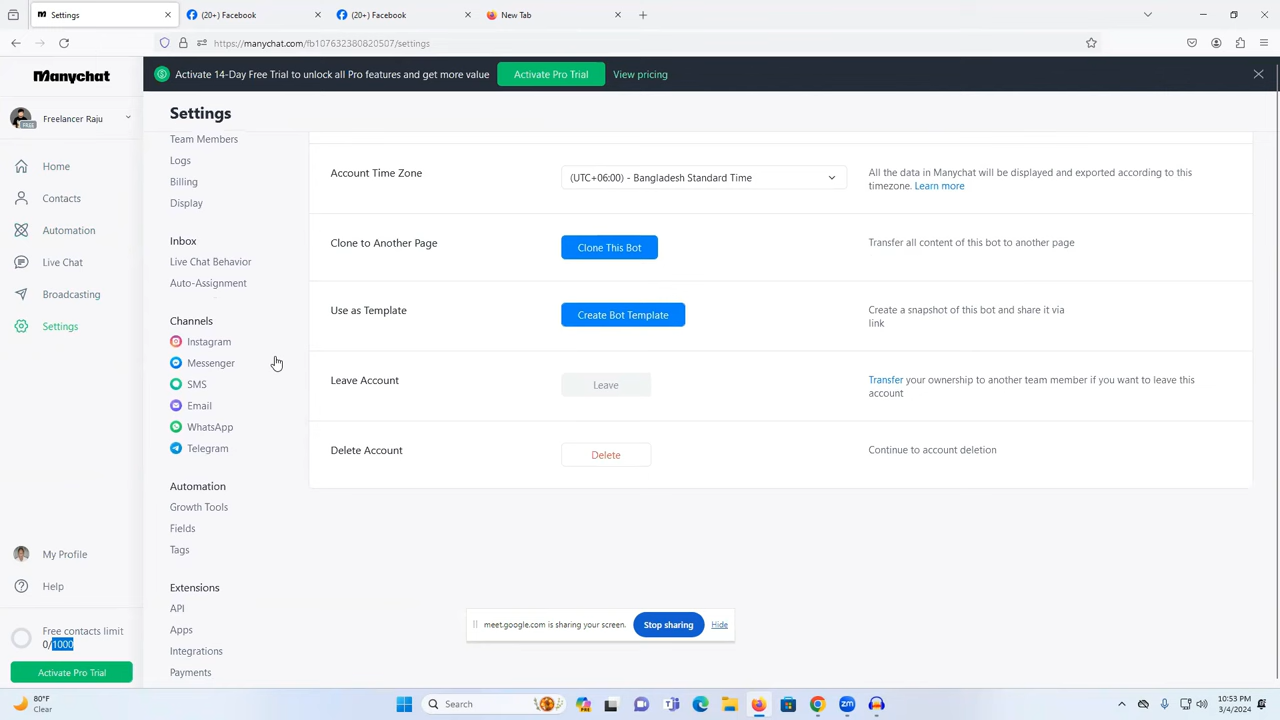 Settings
(20+) Facebook
(20+) Facebook
New Tab
https://manychat.com/fb107632380820507/settings
Manychat
Activate 14-Day Free Trial to unlock all Pro features and get more value
Activate Pro Trial
View pricing
FREE
Freelancer Raju
Home
Contacts
Automation
Live Chat
Broadcasting
Settings
My Profile
Help
Free contacts limit
0/1000
Activate Pro Trial
Settings
Team Members
Logs
Billing
Display
Inbox
Live Chat Behavior
Auto-Assignment
Channels
Instagram
Messenger
SMS
Email
WhatsApp
Telegram
Automation
Growth Tools
Fields
Tags
Extensions
API
Apps
Integrations
Payments
Account Time Zone
(UTC+06:00) - Bangladesh Standard Time
All the data in Manychat will be displayed and exported according to this
timezone. Learn more
Clone to Another Page
Clone This Bot
Transfer all content of this bot to another page
Use as Template
Create Bot Template
Create a snapshot of this bot and share it via
link
Leave Account
Leave
Transfer your ownership to another team member if you want to leave this
account
Delete Account
Delete
Continue to account deletion
meet.google.com is sharing your screen.
Stop sharing
Hide
80°F
Clear
Search
10:53 PM
3/4/2024